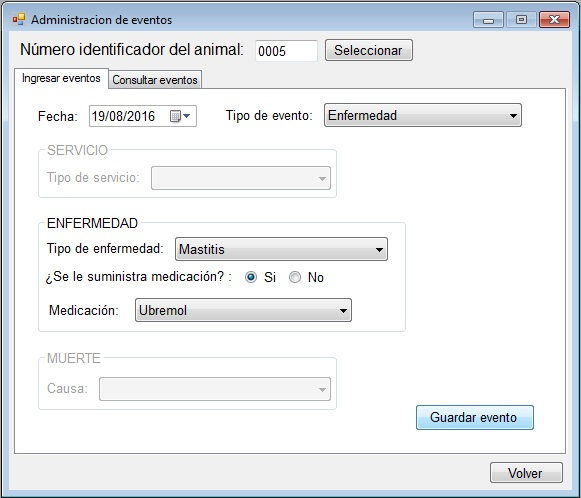 Administracion de eventos
Número identificador del animal: 0005 Seleccionar
Ingresar eventos Consultar eventos
Fecha: 19/08/2016 Tipo de evento: Enfermedad
SERVICIO
Tipo de servicio:
ENFERMEDAD
Tipo de enfermedad: Mastitis
¿Se le suministra medicación? : Si No
Medicación: Ubremol
MUERTE
Causa:
Guardar evento
Volver